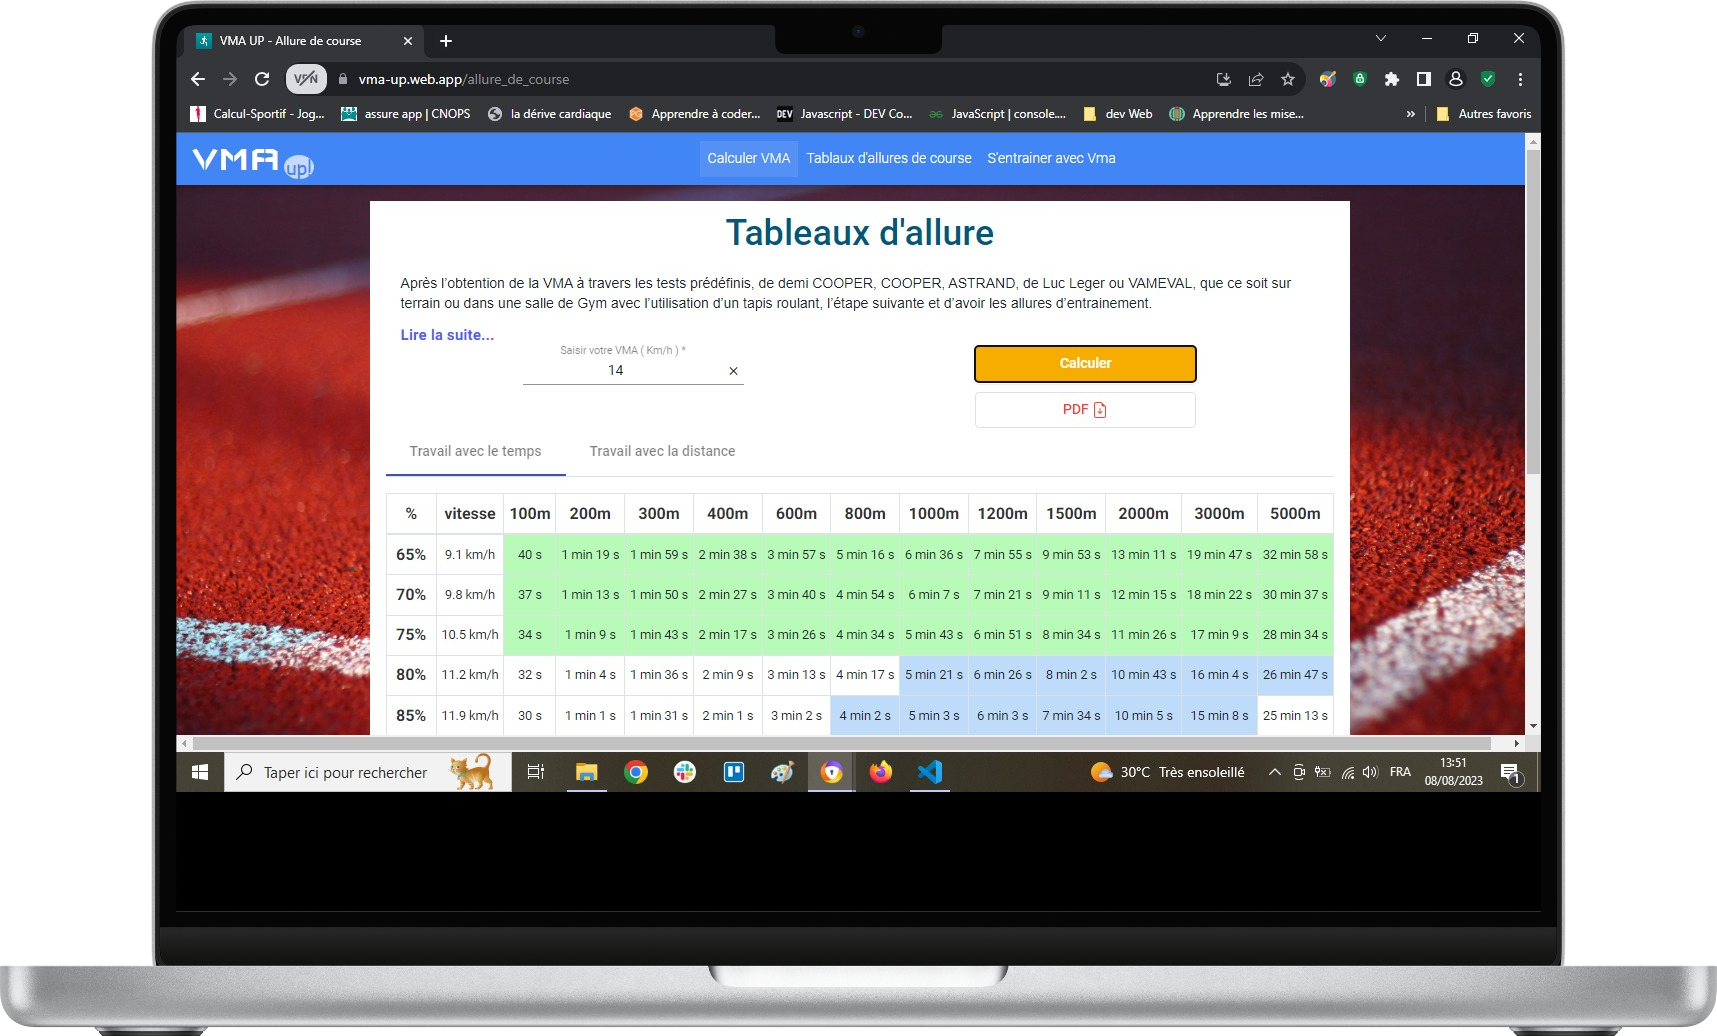 VMA UP - Allure de course
VPN
vma-up.web.app/allure_de_course
Calcul-Sportif - Jog...
assure app | CNOPS
la dérive cardiaque
Apprendre à coder...
DEV
Javascript - DEV Co...
JavaScript | console....
dev Web
Apprendre les mise...
»
Autres favoris
VMA up!
Calculer VMA
Tablaux d'allures de course
S'entrainer avec Vma
Tableaux d'allure
Après l'obtention de la VMA à travers les tests prédéfinis, de demi COOPER, COOPER, ASTRAND, de Luc Leger ou VAMEVAL, que ce soit sur
terrain ou dans une salle de Gym avec l'utilisation d'un tapis roulant, l'étape suivante et d'avoir les allures d'entrainement.
Lire la suite...
Saisir votre VMA ( Km/h ) *
14
Calculer
PDF
Travail avec le temps
Travail avec la distance
% vitesse 100m 200m 300m 400m 600m 800m 1000m 1200m 1500m 2000m 3000m 5000m
65% 9.1 km/h 40 s 1 min 19 s 1 min 59 s 2 min 38 s 3 min 57 s 5 min 16 s 6 min 36 s 7 min 55 s 9 min 53 s 13 min 11 s 19 min 47 s 32 min 58 s
70% 9.8 km/h 37 s 1 min 13 s 1 min 50 s 2 min 27 s 3 min 40 s 4 min 54 s 6 min 7 s 7 min 21 s 9 min 11 s 12 min 15 s 18 min 22 s 30 min 37 s
75% 10.5 km/h 34 s 1 min 9 s 1 min 43 s 2 min 17 s 3 min 26 s 4 min 34 s 5 min 43 s 6 min 51 s 8 min 34 s 11 min 26 s 17 min 9 s 28 min 34 s
80% 11.2 km/h 32 s 1 min 4 s 1 min 36 s 2 min 9 s 3 min 13 s 4 min 17 s 5 min 21 s 6 min 26 s 8 min 2 s 10 min 43 s 16 min 4 s 26 min 47 s
85% 11.9 km/h 30 s 1 min 1 s 1 min 31 s 2 min 1 s 3 min 2 s 4 min 2 s 5 min 3 s 6 min 3 s 7 min 34 s 10 min 5 s 15 min 8 s 25 min 13 s
Taper ici pour rechercher
30°C Très ensoleillé
FRA
13:51
08/08/2023
1